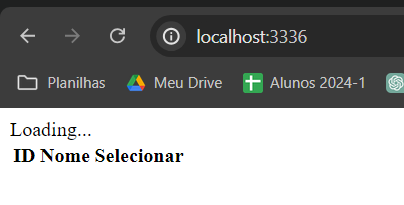 localhost:3336
Planilhas Meu Drive Alunos 2024-1
Loading...
ID Nome Selecionar